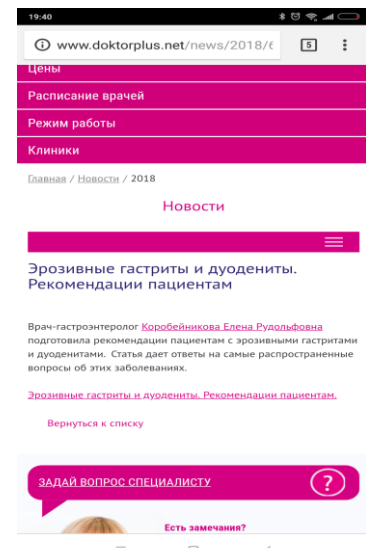 19:40
www.doktorplus.net/news/2018/6
5
Цены
Расписание врачей
Режим работы
Клиники
Главная / Новости / 2018
Новости
Эрозивные гастриты и дуодениты.
Рекомендации пациентам
Врач-гастроэнтеролог Коробейникова Елена Рудольфовна
подготовила рекомендации пациентам с эрозивными гастритами
и дуоденитами. Статья дает ответы на самые распространенные
вопросы об этих заболеваниях.
Эрозивные гастриты и дуодениты. Рекомендации пациентам.
Вернуться к списку
ЗАДАЙ ВОПРОС СПЕЦИАЛИСТУ
?
Есть замечания?